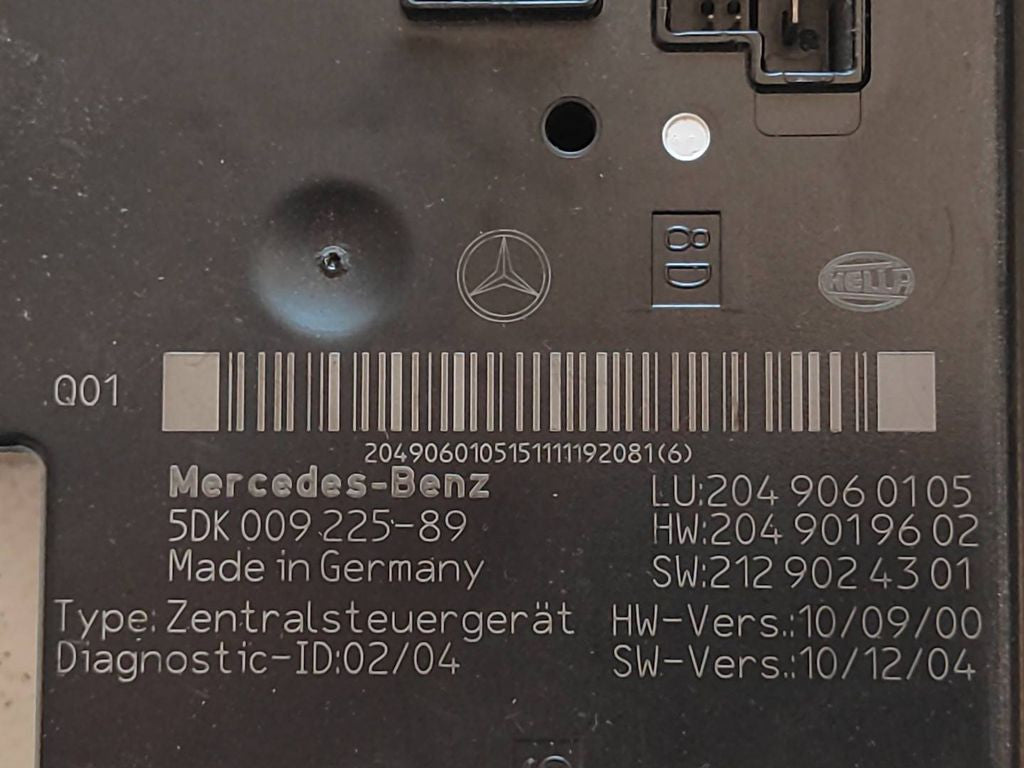 8D
HELLA
Q01
2049060105151111192081(6)
Mercedes-Benz
5DK 009 225-89
Made in Germany
LU:204 906 01 05
HW:204 901 96 02
SW:212 902 43 01
Type: Zentralsteuergerät
Diagnostic-ID:02/04
HW-Vers.:10/09/00
SW-Vers.:10/12/04